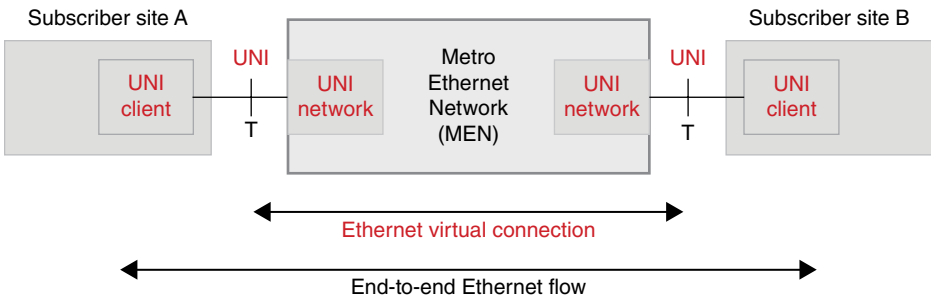 Subscriber site A
Subscriber site B
UNI
client
UNI
T
UNI
network
Metro
Ethernet
Network
(MEN)
UNI
network
UNI
T
UNI
client
Ethernet virtual connection
End-to-end Ethernet flow